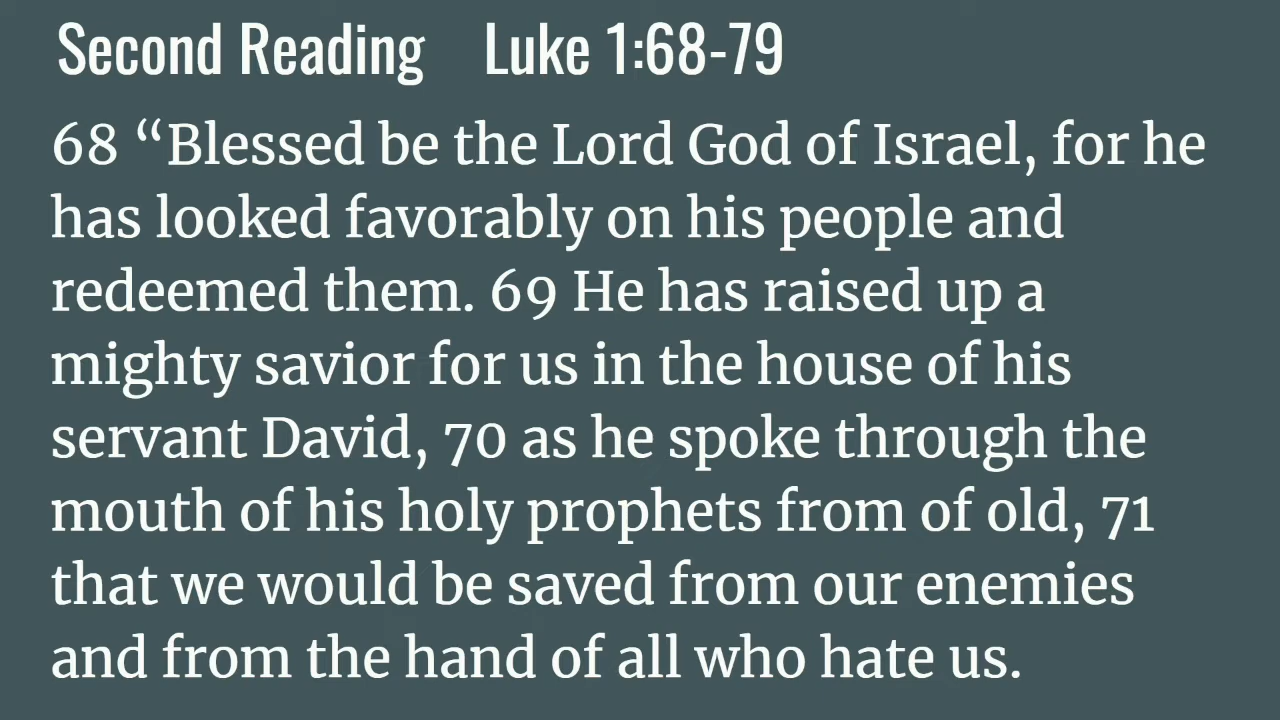 Second Reading Luke 1:68-79
68 “Blessed be the Lord God of Israel, for he
has looked favorably on his people and
redeemed them. 69 He has raised up a
mighty savior for us in the house of his
servant David, 70 as he spoke through the
mouth of his holy prophets from of old, 71
that we would be saved from our enemies
and from the hand of all who hate us.